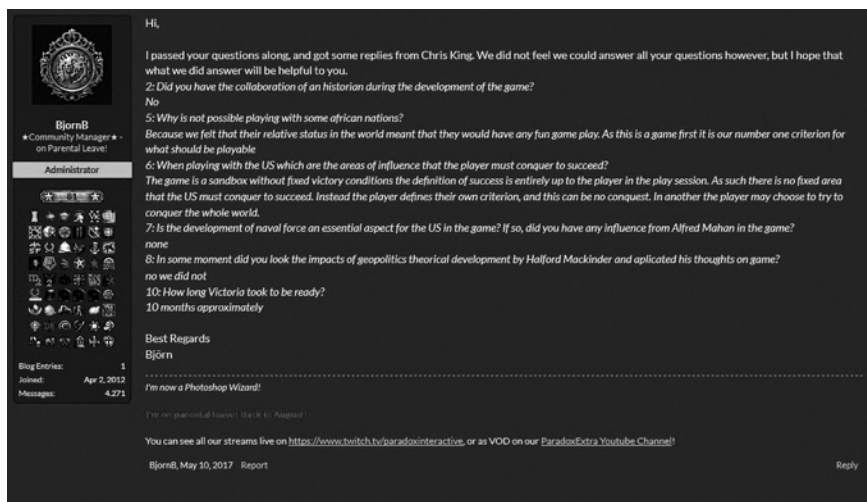 Hi,
I passed your questions along, and got some replies from Chris King. We did not feel we could answer all your questions however, but I hope that
what we did answer will be helpful to you.
2: Did you have the collaboration of an historian during the development of the game?
No
5: Why is not possible playing with some african nations?
Because we felt that their relative status in the world meant that they would have any fun game play. As this is a game first it is our number one criterion for
what should be playable
6: When playing with the US which are the areas of influence that the player must conquer to succeed?
The game is a sandbox without fixed victory conditions the definition of success is entirely up to the player in the play session. As such there is no fixed area
that the US must conquer to succeed. Instead the player defines their own criterion, and this can be no conquest. In another the player may choose to try to
conquer the whole world.
7: Is the development of naval force an essential aspect for the US in the game? If so, did you have any influence from Alfred Mahan in the game?
none
8: In some moment did you look the impacts of geopolitics theorical development by Halford Mackinder and aplicated his thoughts on game?
no we did not
10: How long Victoria took to be ready?
10 months approximately
Best Regards
Björn
BjornB
★Community Manager★ -
on Parental Leave!
Administrator
Blog Entries: 1
Joined: Apr 2, 2012
Messages: 4.271
I'm now a Photoshop Wizard!
I'm on parental leave! Back in August!
You can see all our streams live on https://www.twitch.tv/paradoxinteractive, or as VOD on our ParadoxExtra Youtube Channel!
BjornB, May 10, 2017 Report Reply